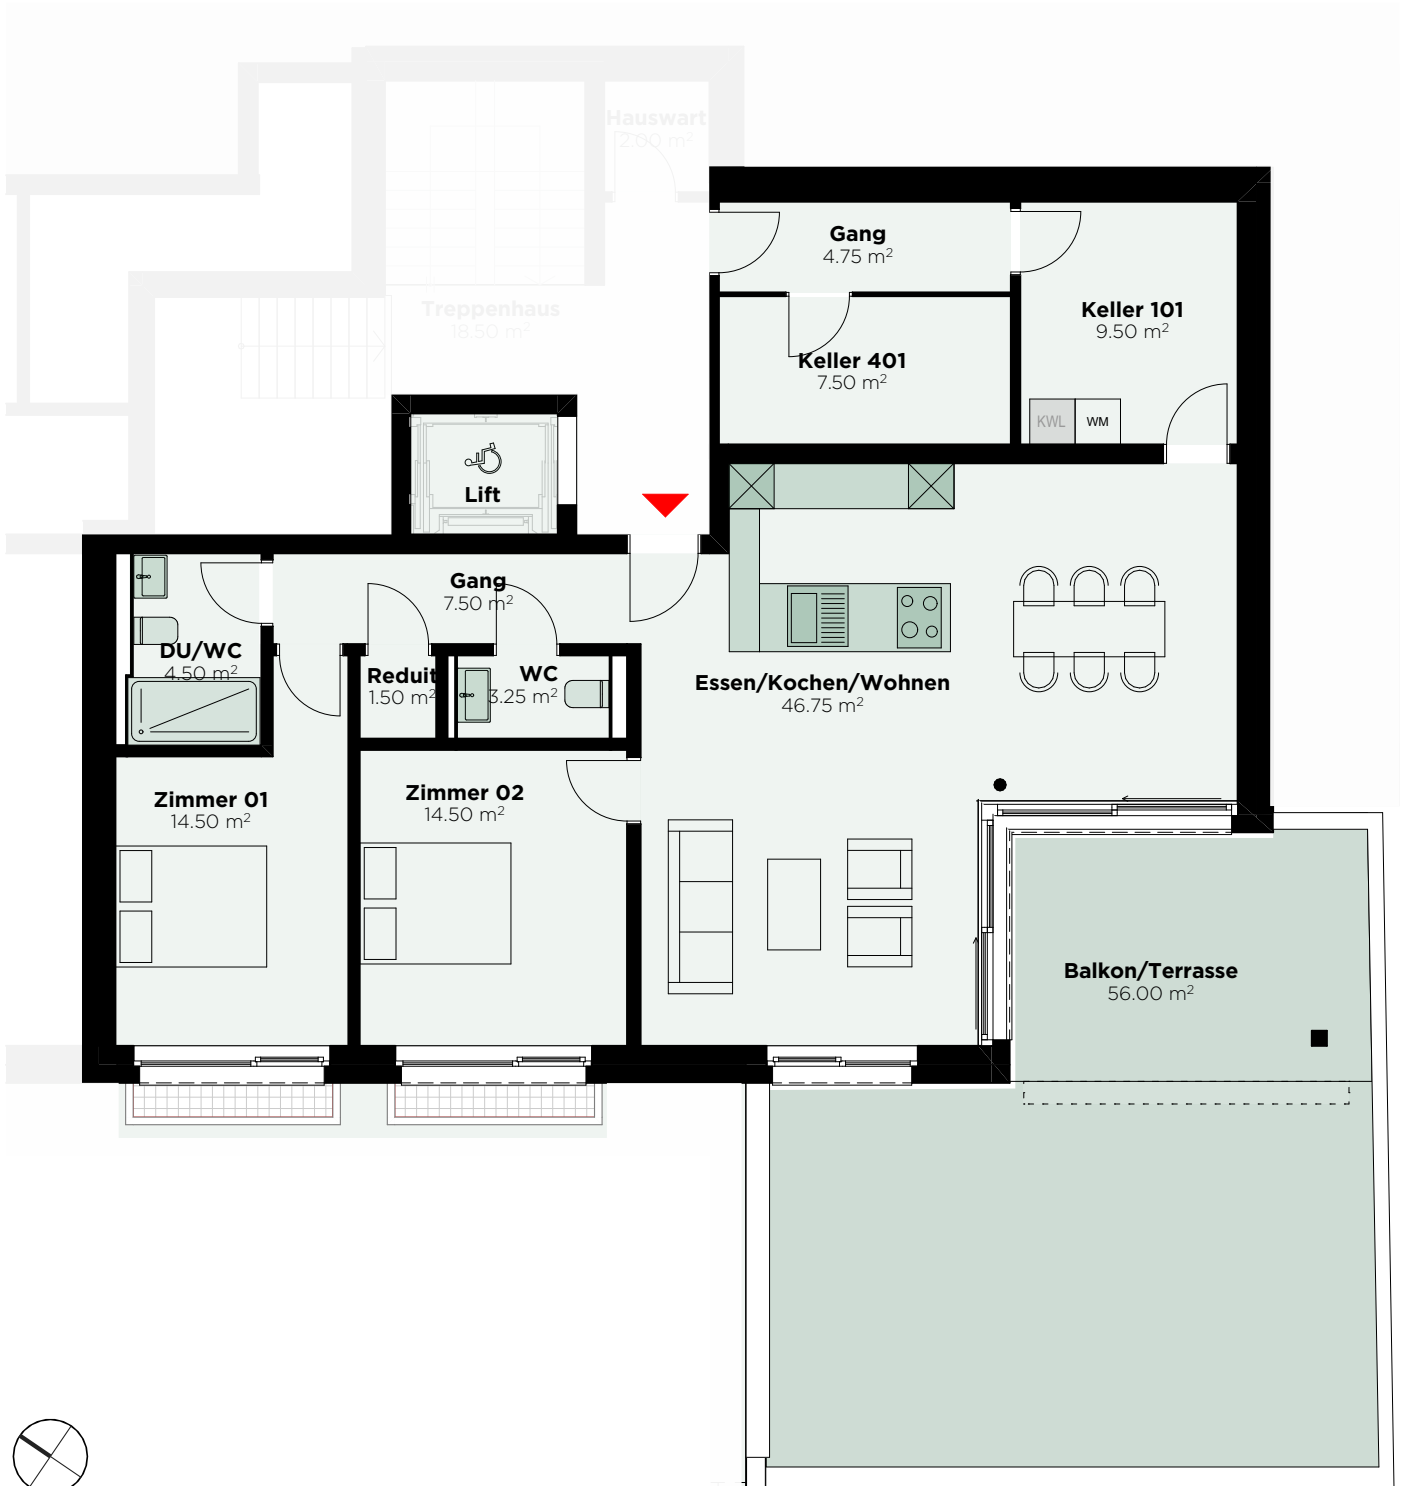 Hauswart
2.00 m²
Gang
4.75 m²
Treppenhaus
18.50 m²
Keller 101
9.50 m²
Keller 401
7.50 m²
KWL
WM
Lift
Gang
7.50 m²
DU/WC
4.50 m²
Reduit
1.50 m²
WC
3.25 m²
Essen/Kochen/Wohnen
46.75 m²
Zimmer 01
14.50 m²
Zimmer 02
14.50 m²
Balkon/Terrasse
56.00 m²